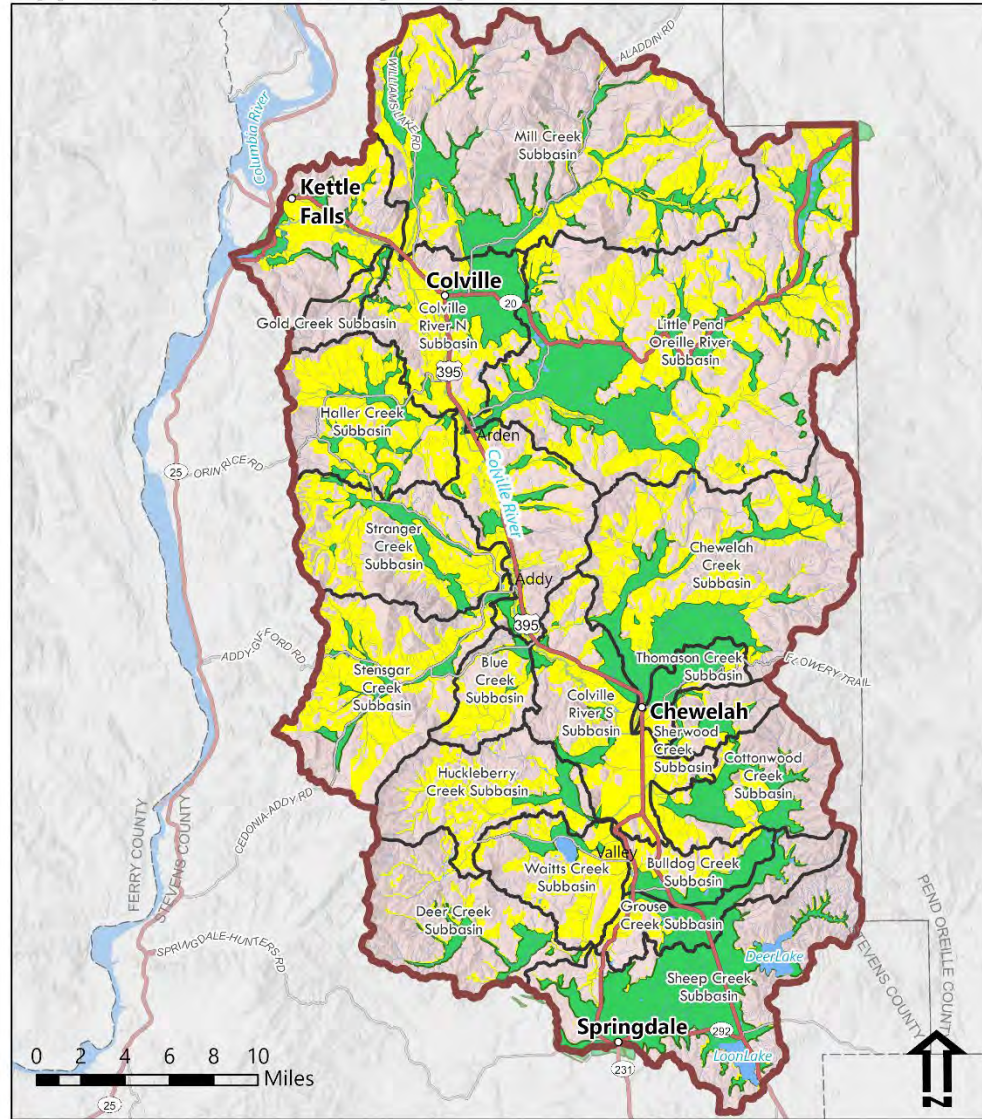 ALADDIN RD
WILLIAMS LAKE RD
Columbia River
Mill Creek
Subbasin
Kettle
Falls
Colville
20
Colville
River N
Subbasin
Gold Creek Subbasin
Little Pend
Oreille River
Subbasin
395
Haller Creek
Subbasin
Arden
25
ORIN RICE RD
Colville River
Stranger
Creek
Subbasin
Chewelah
Creek
Subbasin
Addy
395
Thomason Creek
Subbasin
FLOWERY TRAIL
Stensgar
Creek
Subbasin
Blue
Creek
Subbasin
Colville
River S
Subbasin
Chewelah
Sherwood
Creek
Subbasin
Cottonwood
Creek
Subbasin
Huckleberry
Creek Subbasin
CEDONIA-ADDY RD
FERRY COUNTY
STEVENS COUNTY
Valley
Waitts Creek
Subbasin
Bulldog Creek
Subbasin
Grouse
Creek Subbasin
Deer Creek
Subbasin
SPRINGDALE-HUNTERS RD
Deer Lake
STEVENS COUNTY
PEND OREILLE COUNTY
Sheep Creek
Subbasin
Springdale
292
Loon Lake
231
0 2 4 6 8 10
Miles
25
N